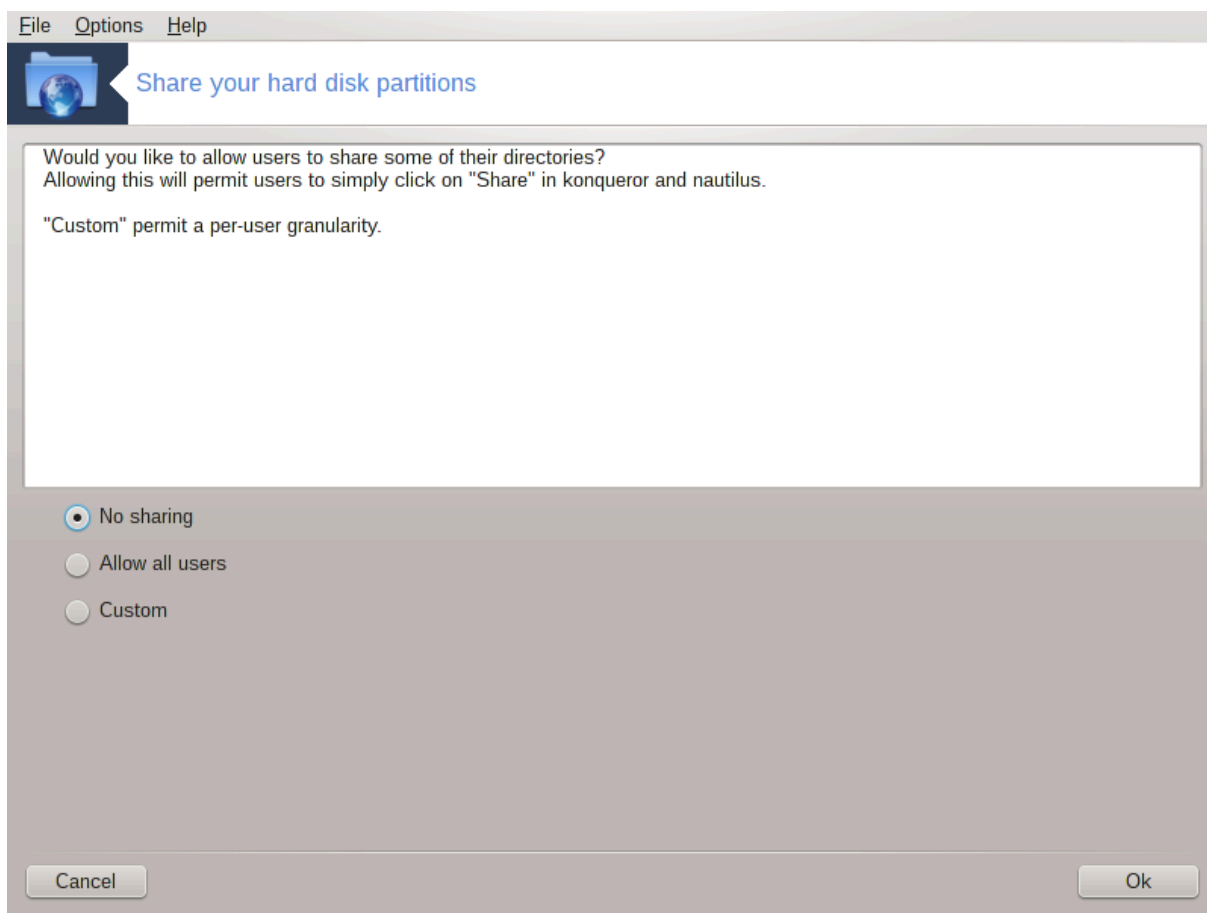 File Options Help
Share your hard disk partitions
Would you like to allow users to share some of their directories?
Allowing this will permit users to simply click on "Share" in konqueror and nautilus.
"Custom" permit a per-user granularity.
No sharing
Allow all users
Custom
Cancel Ok